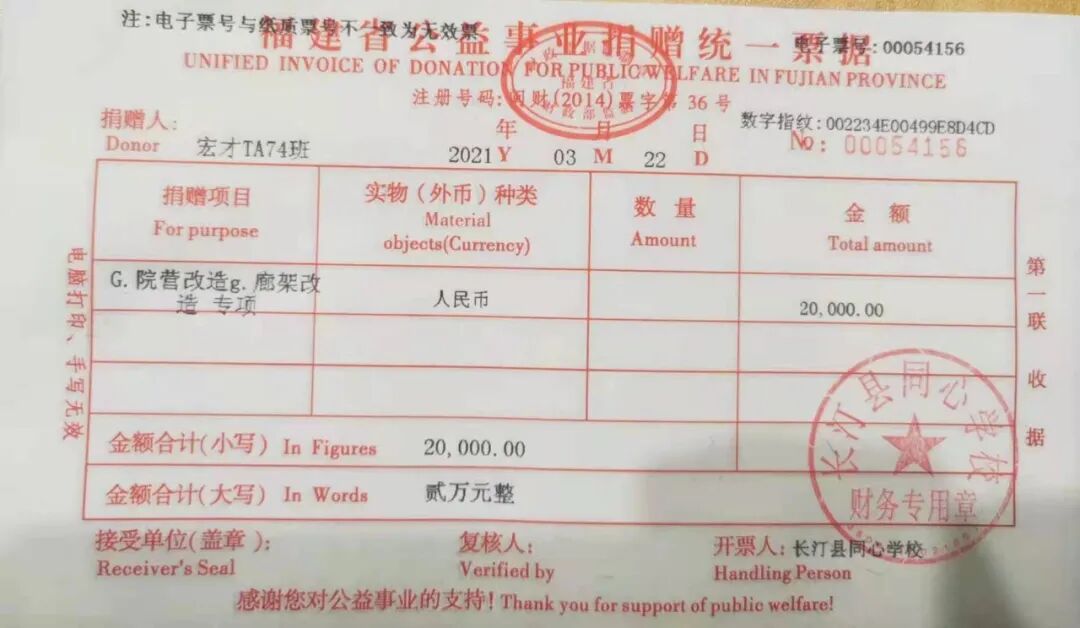 注:电子票号与纸质票号不一致为无效票
福建省公益事业捐赠统一票据
电子票号:00054156
UNIFIED INVOICE OF DONATION FOR PUBLIC WELFARE IN FUJIAN PROVINCE
福建省
财政部监制
注册号码:闽财(2014)票字第 36 号
数字指纹:002234E00499E8D4CD
No: 00054156
捐赠人:
Donor 宏才TA74班
年 月 日
2021 Y 03 M 22 D
捐赠项目
For purpose
实物(外币)种类
Material
objects(Currency)
数 量
Amount
金 额
Total amount
G.院营改造g.廊架改
造 专项
人民币
20,000.00
金额合计(小写) In Figures 20,000.00
金额合计(大写) In Words 贰万元整
电脑打印、手写无效
第一联 收据
长汀县同心学校
财务专用章
接受单位(盖章):
Receiver's Seal
复核人:
Verified by
开票人: 长汀县同心学校
Handling Person
感谢您对公益事业的支持! Thank you for support of public welfare!